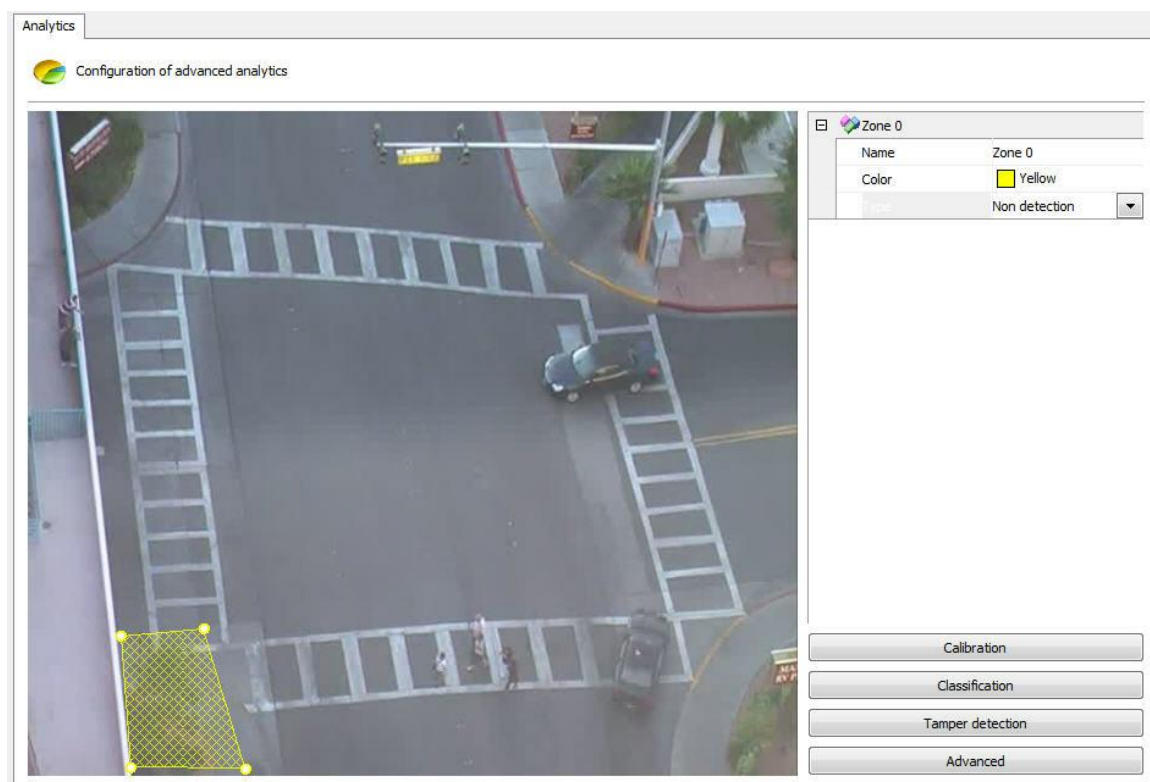 Analytics
Configuration of advanced analytics
Zone 0
Name Zone 0
Color Yellow
Type Non detection
Calibration
Classification
Tamper detection
Advanced